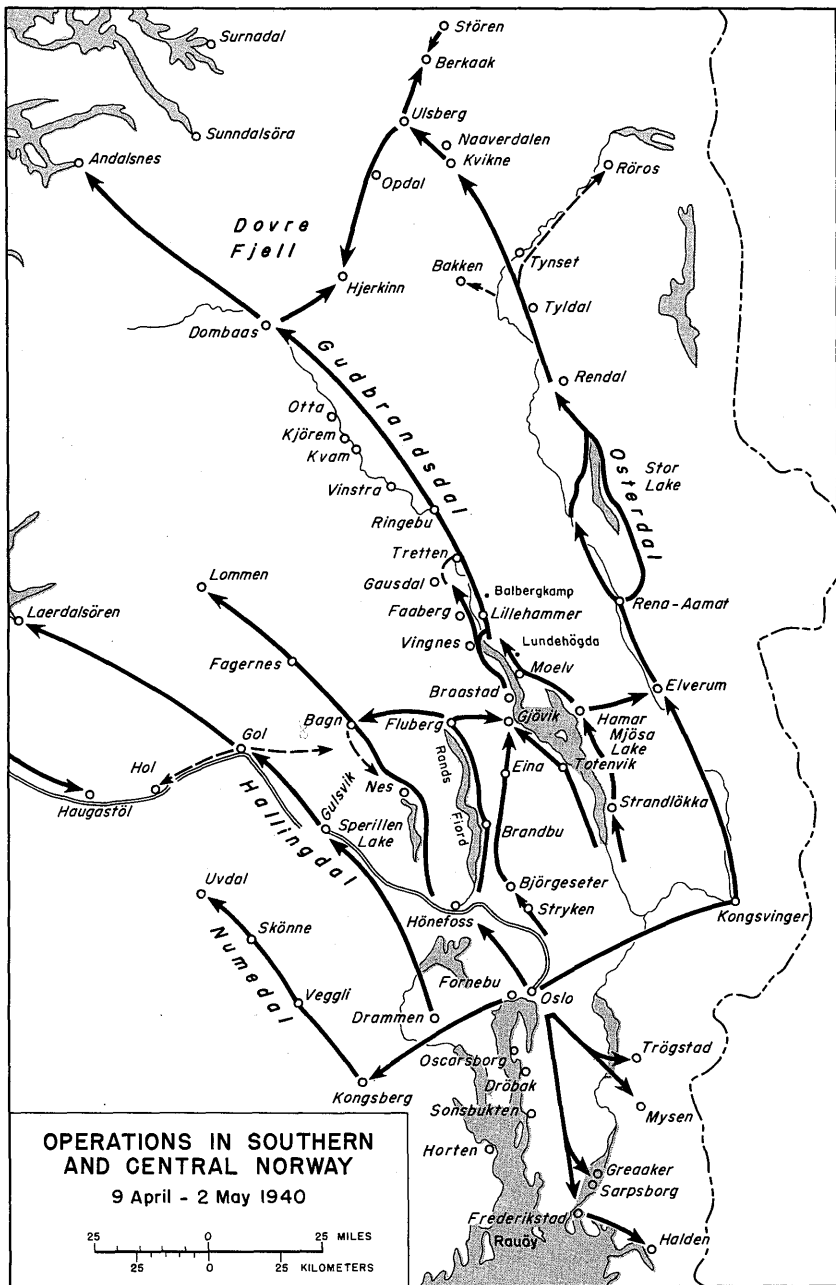 Stören
Surnadal
Berkaak
Ulsberg
Sunndalsöra
Naaverdalen
Andalsnes
Kvikne
Röros
Opdal
Dovre
Fjell
Tynset
Hjerkinn
Bakken
Tyldal
Dombaas
Gudbrandsdal
Rendal
Otta
Kjörem
Kvam
Osterdal
Stor
Lake
Vinstra
Ringebu
Tretten
Lommen
Gausdal
Balbergkamp
Rena-Aamat
Laerdalsören
Faaberg
Lillehammer
Vingnes
Lundehögda
Fagernes
Moelv
Elverum
Braastad
Bagn
Fluberg
Gjövik
Hamar
Mjösa
Lake
Gol
Hol
Nes
Rands
Fiord
Eina
Totenvik
Haugastöl
Gulsvik
Strandlökka
Hallingdal
Sperillen
Lake
Brandbu
Uvdal
Björgeseter
Hönefoss
Stryken
Kongsvinger
Skönne
Numedal
Fornebu
Oslo
Veggli
Drammen
Oscarsborg
Trögstad
Dröbak
Kongsberg
Sonsbukten
Mysen
Horten
Greaaker
Sarpsborg
Frederikstad
Rauöy
Halden
OPERATIONS IN SOUTHERN
AND CENTRAL NORWAY
9 April - 2 May 1940
25 0 25 MILES
25 0 25 KILOMETERS